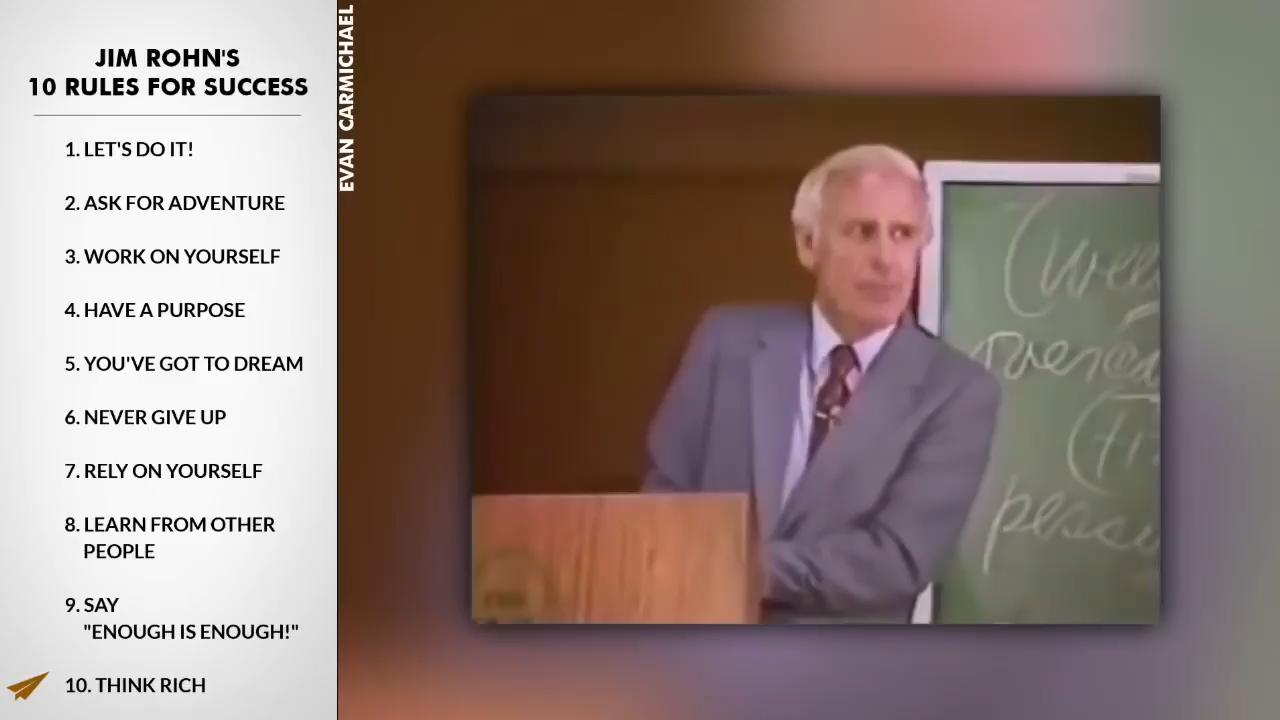 JIM ROHN'S
10 RULES FOR SUCCESS
1. LET'S DO IT!
2. ASK FOR ADVENTURE
3. WORK ON YOURSELF
4. HAVE A PURPOSE
5. YOU'VE GOT TO DREAM
6. NEVER GIVE UP
7. RELY ON YOURSELF
8. LEARN FROM OTHER
PEOPLE
9. SAY
"ENOUGH IS ENOUGH!"
10. THINK RICH
EVAN CARMICHAEL